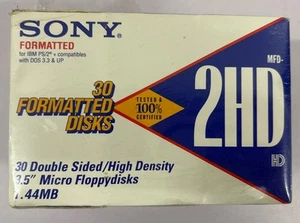 SONY
FORMATTED
for IBM PS/2® + compatibles
with DOS 3.3 & UP
MFD-
2HD
30
FORMATTED
DISKS
TESTED &
100%
CERTIFIED
30 Double Sided/High Density
3.5" Micro Floppydisks
1.44MB
HD